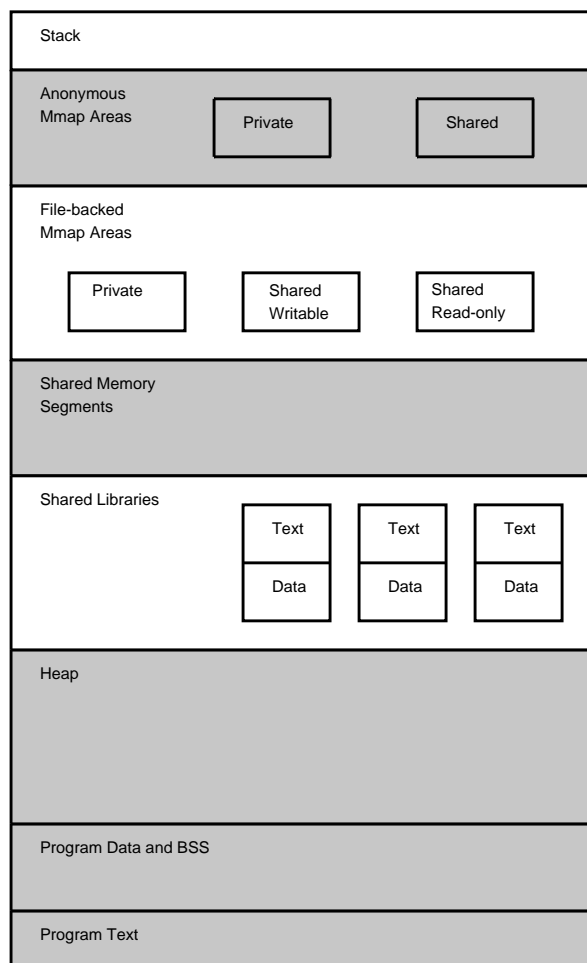 Stack
Anonymous
Mmap Areas
Private
Shared
File-backed
Mmap Areas
Private
Shared
Writable
Shared
Read-only
Shared Memory
Segments
Shared Libraries
Text
Text
Text
Data
Data
Data
Heap
Program Data and BSS
Program Text